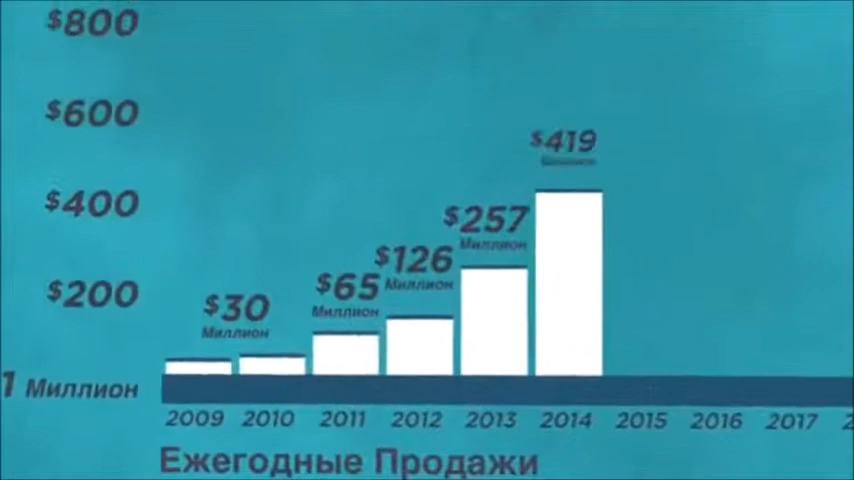 $800
$600
$419
$400
$257
Миллион
$126
Миллион
$65
Миллион
$200
$30
Миллион
1 Миллион
2009 2010 2011 2012 2013 2014 2015 2016 2017
Ежегодные Продажи